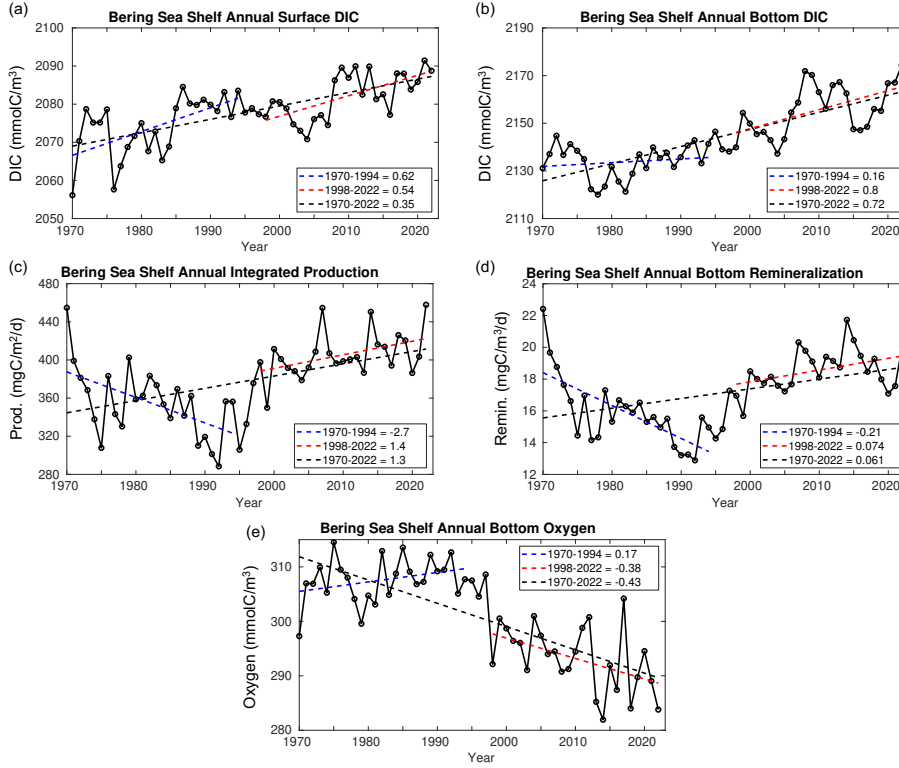 (a)
Bering Sea Shelf Annual Surface DIC
2100
2090
2080
2070
2060
2050
DIC (mmolC/m³)
1970 1980 1990 2000 2010 2020
Year
1970-1994 = 0.62
1998-2022 = 0.54
1970-2022 = 0.35
(b)
Bering Sea Shelf Annual Bottom DIC
2190
2170
2150
2130
2110
DIC (mmolC/m³)
1970 1980 1990 2000 2010 2020
Year
1970-1994 = 0.16
1998-2022 = 0.8
1970-2022 = 0.72
(c)
Bering Sea Shelf Annual Integrated Production
480
440
400
360
320
280
Prod. (mgC/m²/d)
1970 1980 1990 2000 2010 2020
Year
1970-1994 = -2.7
1998-2022 = 1.4
1970-2022 = 1.3
(d)
Bering Sea Shelf Annual Bottom Remineralization
24
22
20
18
16
14
12
Remin. (mgC/m³/d)
1970 1980 1990 2000 2010 2020
Year
1970-1994 = -0.21
1998-2022 = 0.074
1970-2022 = 0.061
(e)
Bering Sea Shelf Annual Bottom Oxygen
310
300
290
280
Oxygen (mmolC/m³)
1970 1980 1990 2000 2010 2020
Year
1970-1994 = 0.17
1998-2022 = -0.38
1970-2022 = -0.43